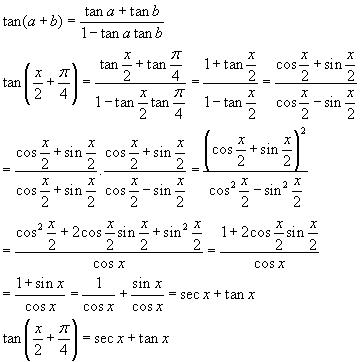 tan(a + b) = (tan a + tan b)/(1 − tan a tan b)
tan(x/2 + π/4) = (tan x/2 + tan π/4)/(1 − tan x/2 tan π/4) = (1 + tan x/2)/(1 − tan x/2) = (cos x/2 + sin x/2)/(cos x/2 − sin x/2)
= (cos x/2 + sin x/2)/(cos x/2 + sin x/2) . (cos x/2 + sin x/2)/(cos x/2 − sin x/2) = (cos x/2 + sin x/2)²/(cos² x/2 − sin² x/2)
= (cos² x/2 + 2cos x/2 sin x/2 + sin² x/2)/cos x = (1 + 2cos x/2 sin x/2)/cos x
= (1 + sin x)/cos x = 1/cos x + sin x/cos x = sec x + tan x
tan(x/2 + π/4) = sec x + tan x